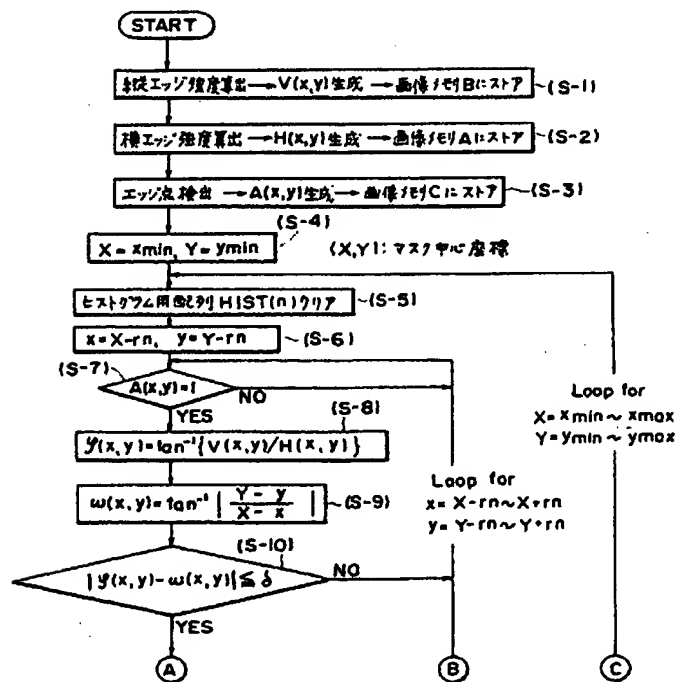 START
縦エッジ強度算出→V(x,y)生成→画像メモリBにストア
(S-1)
横エッジ強度算出→H(x,y)生成→画像メモリAにストア
(S-2)
エッジ点検出→A(x,y)生成→画像メモリCにストア
(S-3)
(S-4)
X=xmin, Y=ymin
(X,Y):マスク中心座標
ヒストグラム用配列HIST(n)クリア
(S-5)
x=X-rn, y=Y-rn
(S-6)
(S-7)
A(x,y)=1
NO
YES
(S-8)
φ(x,y)=tan⁻¹{V(x,y)/H(x,y)}
ω(x,y)=tan⁻¹|(Y-y)/(X-x)|
(S-9)
(S-10)
|φ(x,y)-ω(x,y)|≦δ
NO
YES
Loop for
x=X-rn~X+rn
y=Y-rn~Y+rn
Loop for
X=xmin~xmax
Y=ymin~ymax
A
B
C